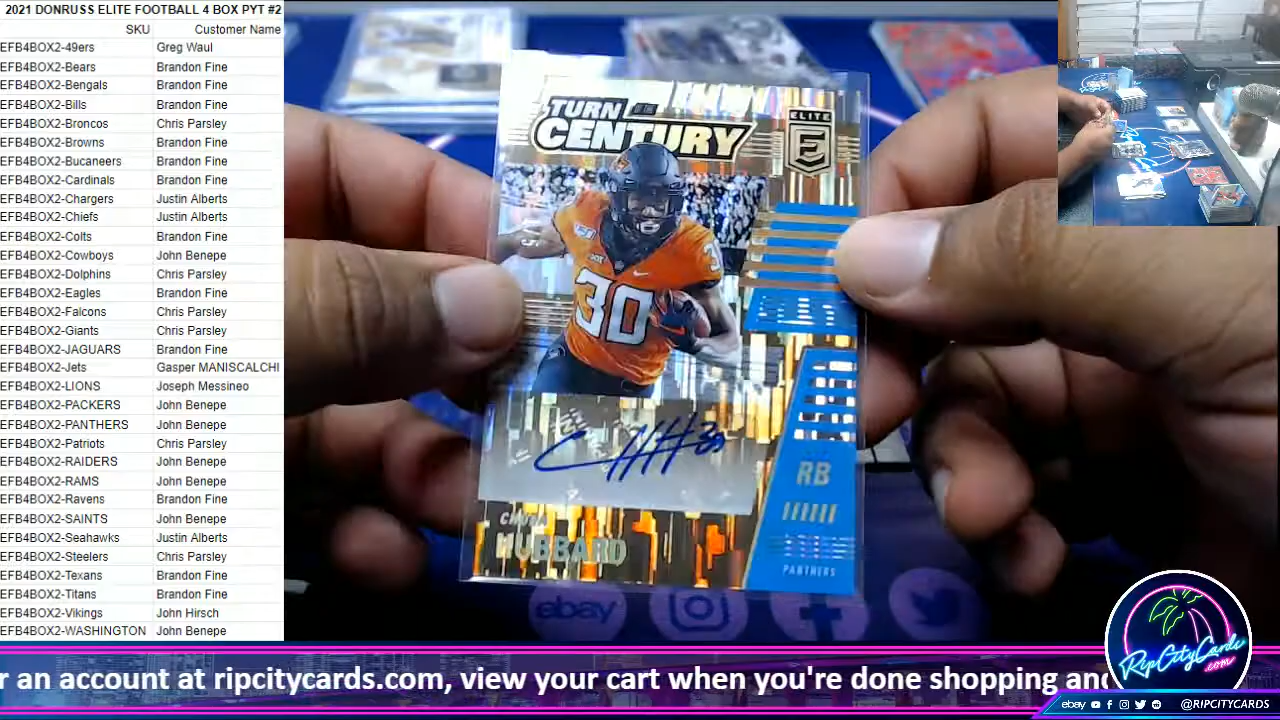 2021 DONRUSS ELITE FOOTBALL 4 BOX PYT #2
SKU Customer Name
EFB4BOX2-49ers Greg Waul
EFB4BOX2-Bears Brandon Fine
EFB4BOX2-Bengals Brandon Fine
EFB4BOX2-Bills Brandon Fine
EFB4BOX2-Broncos Chris Parsley
EFB4BOX2-Browns Brandon Fine
EFB4BOX2-Bucaneers Brandon Fine
EFB4BOX2-Cardinals Brandon Fine
EFB4BOX2-Chargers Justin Alberts
EFB4BOX2-Chiefs Justin Alberts
EFB4BOX2-Colts Brandon Fine
EFB4BOX2-Cowboys John Benepe
EFB4BOX2-Dolphins Chris Parsley
EFB4BOX2-Eagles Brandon Fine
EFB4BOX2-Falcons Chris Parsley
EFB4BOX2-Giants Chris Parsley
EFB4BOX2-JAGUARS Brandon Fine
EFB4BOX2-Jets Gasper MANISCALCHI
EFB4BOX2-LIONS Joseph Messineo
EFB4BOX2-PACKERS John Benepe
EFB4BOX2-PANTHERS John Benepe
EFB4BOX2-Patriots Chris Parsley
EFB4BOX2-RAIDERS John Benepe
EFB4BOX2-RAMS John Benepe
EFB4BOX2-Ravens Brandon Fine
EFB4BOX2-SAINTS John Benepe
EFB4BOX2-Seahawks Justin Alberts
EFB4BOX2-Steelers Chris Parsley
EFB4BOX2-Texans Brandon Fine
EFB4BOX2-Titans Brandon Fine
EFB4BOX2-Vikings John Hirsch
EFB4BOX2-WASHINGTON John Benepe
TURN OF THE
CENTURY
ELITE
E
30
30
RB
CHUBA
HUBBARD
PANTHERS
ebay
r an account at ripcitycards.com, view your cart when you're done shopping and
RipCityCards
.com
ebay @RIPCITYCARDS